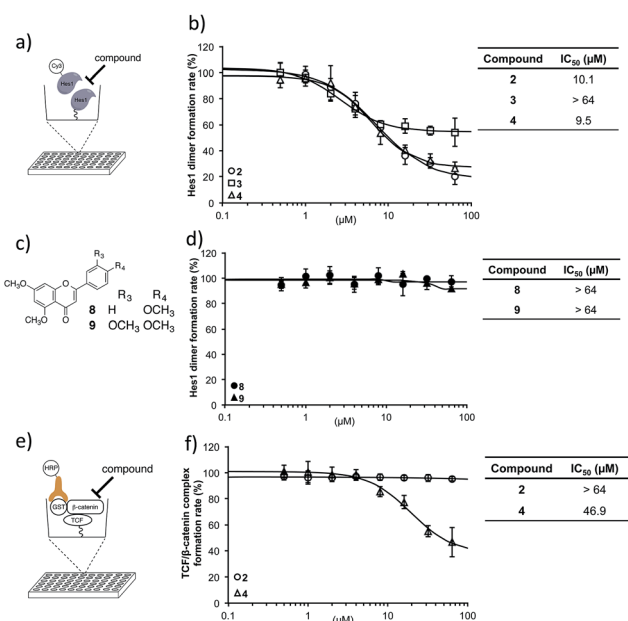 a)
Cy3
Hes1
Hes1
compound
b)
Hes1 dimer formation rate (%)
120
100
80
60
40
20
0
0.1
1
10
100
(μM)
2
3
4
Compound IC50 (μM)
2 10.1
3 > 64
4 9.5
c)
R3
R4
CH3O
O
CH3O
O
R3 R4
8 H OCH3
9 OCH3 OCH3
d)
Hes1 dimer formation rate (%)
120
100
80
60
40
20
0
0.1
1
10
100
(μM)
8
9
Compound IC50 (μM)
8 > 64
9 > 64
e)
HRP
GST
β-catenin
TCF
compound
f)
TCF/β-catenin complex
formation rate (%)
120
100
80
60
40
20
0
0.1
1
10
100
(μM)
2
4
Compound IC50 (μM)
2 > 64
4 46.9